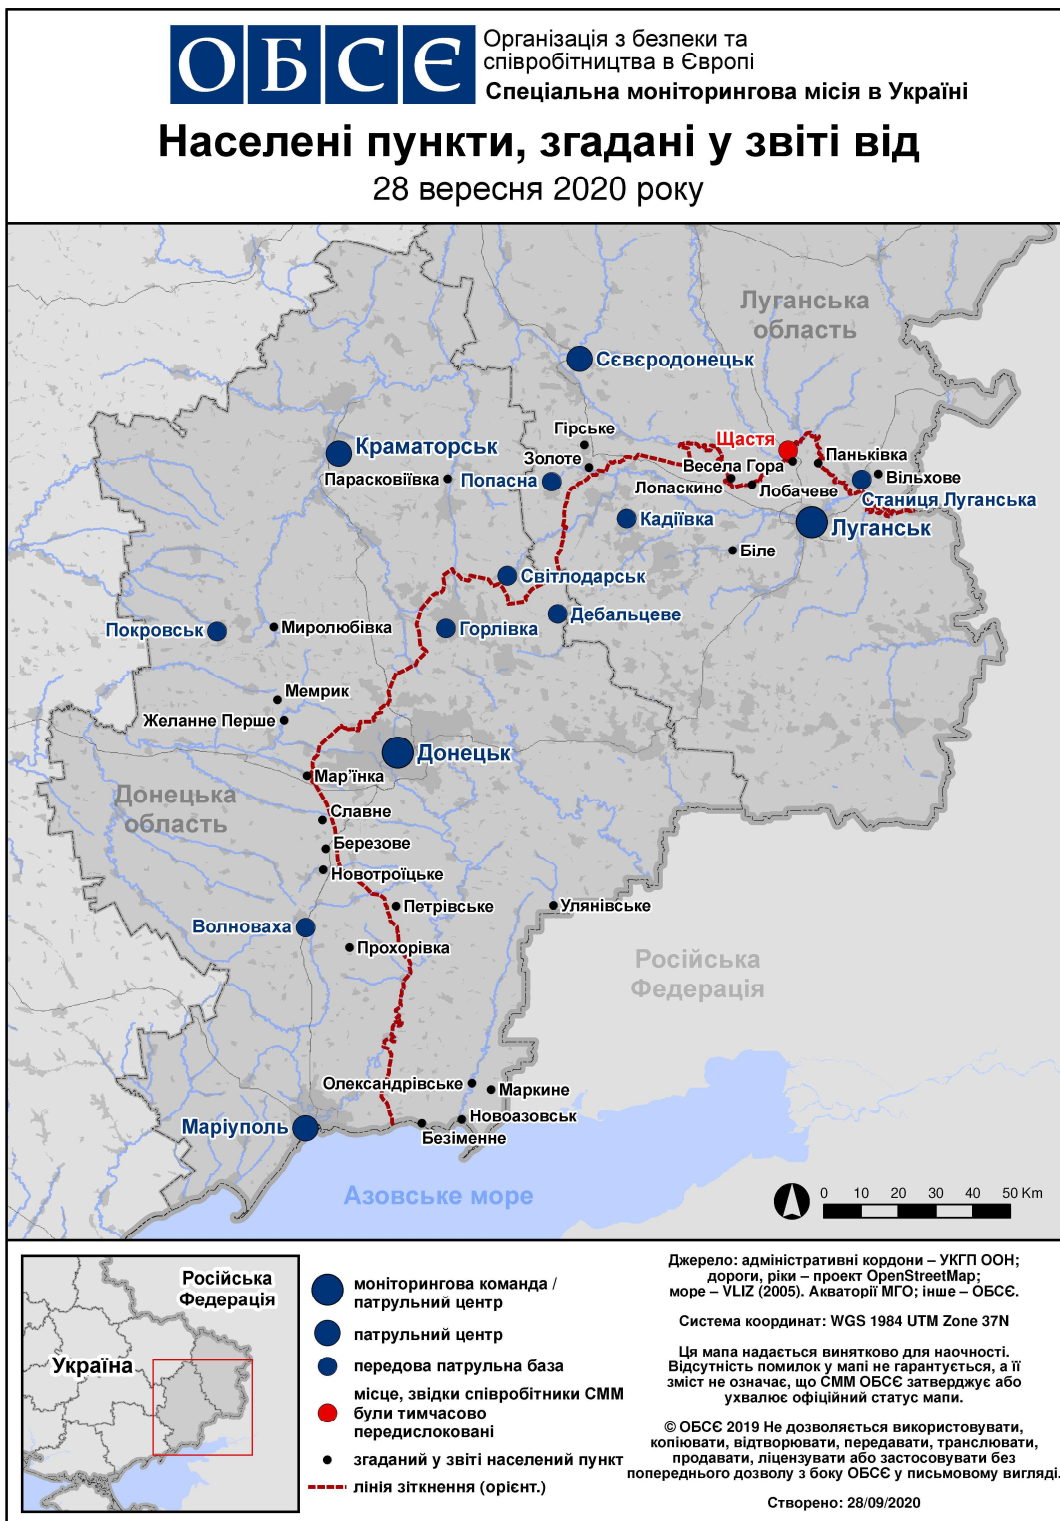 ОБСЄ
Організація з безпеки та
співробітництва в Європі
Спеціальна моніторингова місія в Україні
Населені пункти, згадані у звіті від
28 вересня 2020 року
Луганська
область
Сєвєродонецьк
Гірське
Щастя
Краматорськ
Золоте
Весела Гора
Паньківка
Парасковіївка
Попасна
Вільхове
Лопаскине
Лобачеве
Станиця Луганська
Кадіївка
Луганськ
Біле
Світлодарськ
Дебальцеве
Покровськ
Миролюбівка
Горлівка
Мемрик
Желанне Перше
Донецьк
Мар'їнка
Донецька
область
Славне
Березове
Новотроїцьке
Петрівське
Улянівське
Волноваха
Прохорівка
Російська
Федерація
Олександрівське
Маркине
Новоазовськ
Маріуполь
Безіменне
Азовське море
0 10 20 30 40 50 Km
Російська
Федерація
Україна
моніторингова команда /
патрульний центр
патрульний центр
передова патрульна база
місце, звідки співробітники СММ
були тимчасово
передислоковані
згаданий у звіті населений пункт
лінія зіткнення (орієнт.)
Джерело: адміністративні кордони – УКГП ООН;
дороги, ріки – проект OpenStreetMap;
море – VLIZ (2005). Акваторії МГО; інше – ОБСЄ.
Система координат: WGS 1984 UTM Zone 37N
Ця мапа надається винятково для наочності.
Відсутність помилок у мапі не гарантується, а її
зміст не означає, що СММ ОБСЄ затверджує або
ухвалює офіційний статус мапи.
© ОБСЄ 2019 Не дозволяється використовувати,
копіювати, відтворювати, передавати, транслювати,
продавати, ліцензувати або застосовувати без
попереднього дозволу з боку ОБСЄ у письмовому вигляді.
Створено: 28/09/2020